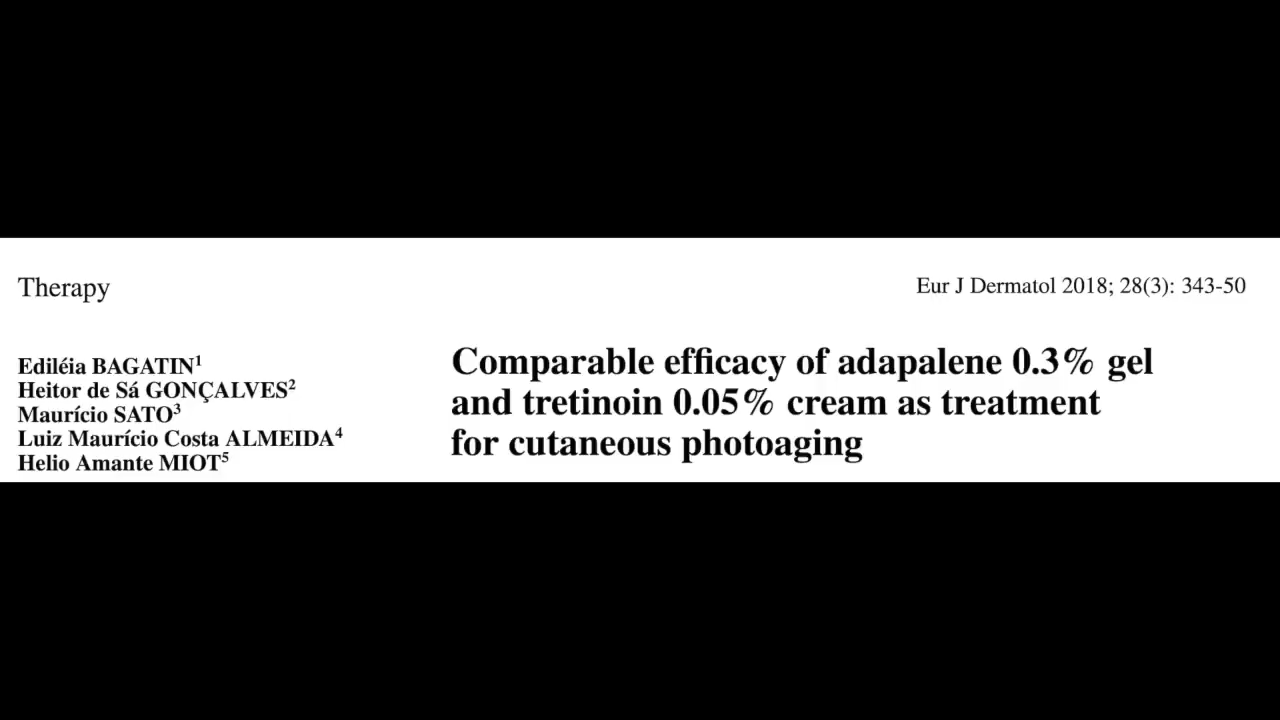 Therapy
Eur J Dermatol 2018; 28(3): 343-50
Ediléia BAGATIN¹
Heitor de Sá GONÇALVES²
Maurício SATO³
Luiz Maurício Costa ALMEIDA⁴
Helio Amante MIOT⁵
Comparable efficacy of adapalene 0.3% gel
and tretinoin 0.05% cream as treatment
for cutaneous photoaging